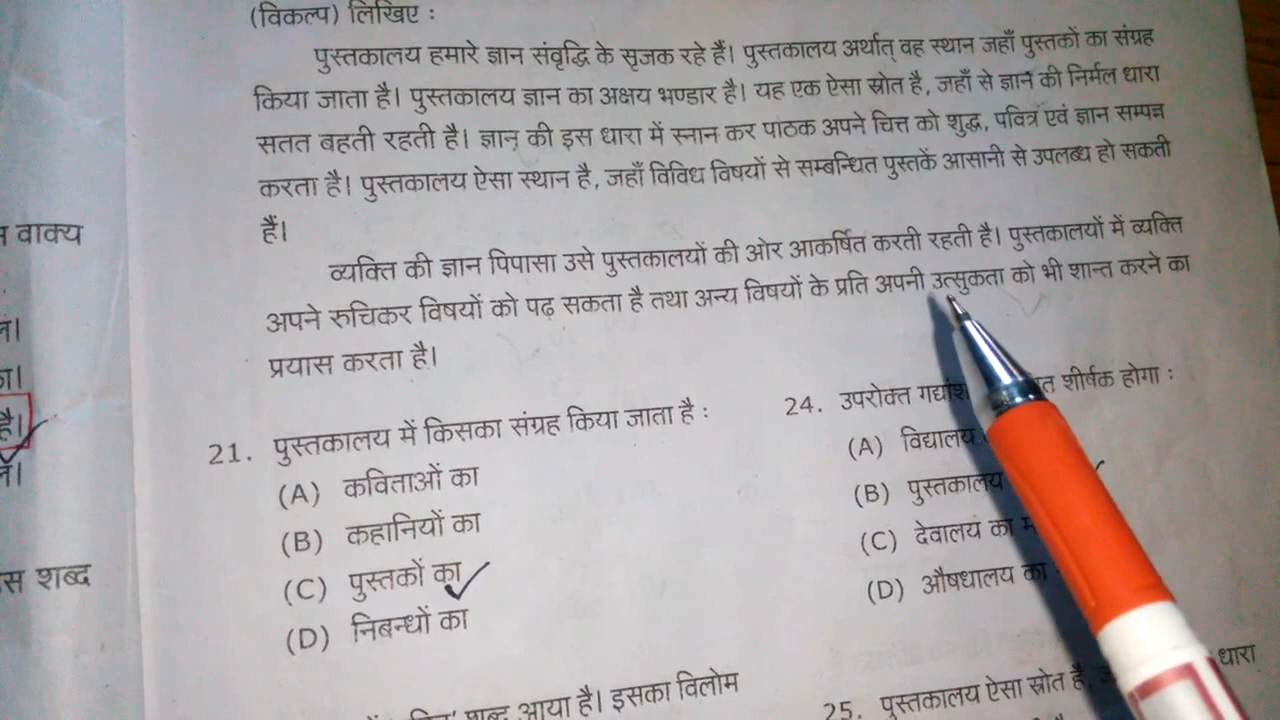 (विकल्प) लिखिए :
पुस्तकालय हमारे ज्ञान संवृद्धि के सृजक रहे हैं। पुस्तकालय अर्थात् वह स्थान जहाँ पुस्तकों का संग्रह
किया जाता है। पुस्तकालय ज्ञान का अक्षय भण्डार है। यह एक ऐसा स्रोत है, जहाँ से ज्ञान की निर्मल धारा
सतत बहती रहती है। ज्ञान की इस धारा में स्नान कर पाठक अपने चित्त को शुद्ध, पवित्र एवं ज्ञान सम्पन्न
करता है। पुस्तकालय ऐसा स्थान है, जहाँ विविध विषयों से सम्बन्धित पुस्तकें आसानी से उपलब्ध हो सकती
हैं।
व्यक्ति की ज्ञान पिपासा उसे पुस्तकालयों की ओर आकर्षित करती रहती है। पुस्तकालयों में व्यक्ति
अपने रुचिकर विषयों को पढ़ सकता है तथा अन्य विषयों के प्रति अपनी उत्सुकता को भी शान्त करने का
प्रयास करता है।
21. पुस्तकालय में किसका संग्रह किया जाता है :
(A) कविताओं का
(B) कहानियों का
(C) पुस्तकों का
(D) निबन्धों का
शब्द आया है। इसका विलोम
24. उपरोक्त गद्यांश शीर्षक होगा :
(A) विद्यालय
(B) पुस्तकालय
(C) देवालय का
(D) औषधालय का
25. पुस्तकालय ऐसा स्रोत है, धारा
वाक्य
है।
शब्द